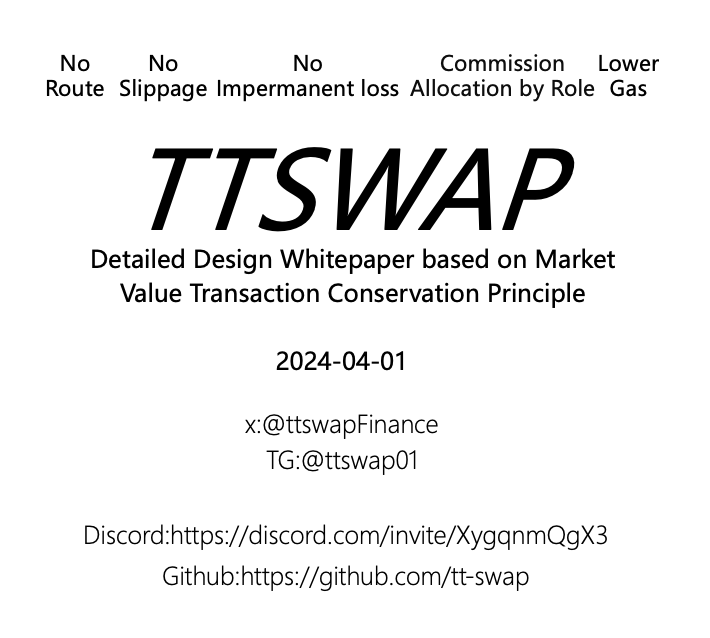 No No No Commission Lower
Route Slippage Impermanent loss Allocation by Role Gas
TTSWAP
Detailed Design Whitepaper based on Market
Value Transaction Conservation Principle
2024-04-01
x:@ttswapFinance
TG:@ttswap01
Discord:https://discord.com/invite/XygqnmQgX3
Github:https://github.com/tt-swap